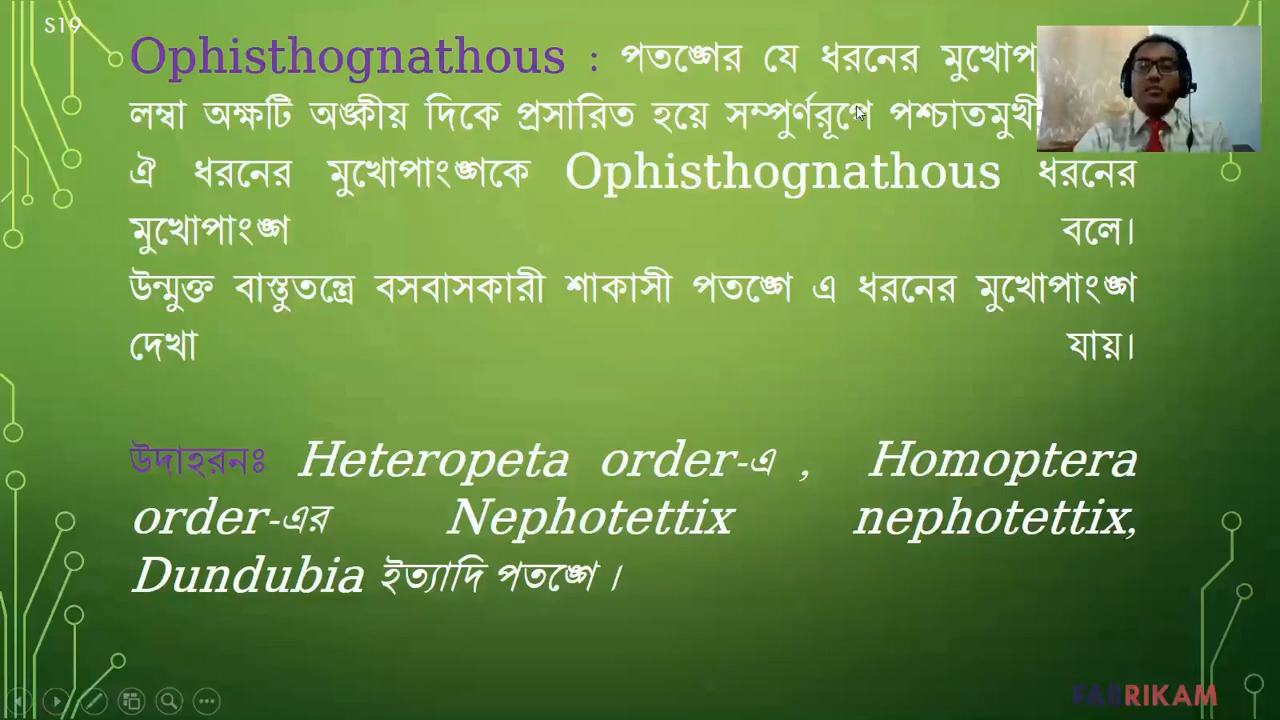 S19
Ophisthognathous : পতঙ্গের যে ধরনের মুখোপ
লম্বা অক্ষটি অঙ্কীয় দিকে প্রসারিত হয়ে সম্পুর্ণরূপে পশ্চাতমুখী
ঐ ধরনের মুখোপাংঙ্গকে Ophisthognathous ধরনের
মুখোপাংঙ্গ বলে।
উন্মুক্ত বাস্তুতন্ত্রে বসবাসকারী শাকাসী পতঙ্গে এ ধরনের মুখোপাংঙ্গ
দেখা যায়।
উদাহরনঃ Heteropeta order-এ , Homoptera
order-এর Nephotettix nephotettix,
Dundubia ইত্যাদি পতঙ্গে ।
FABRIKAM